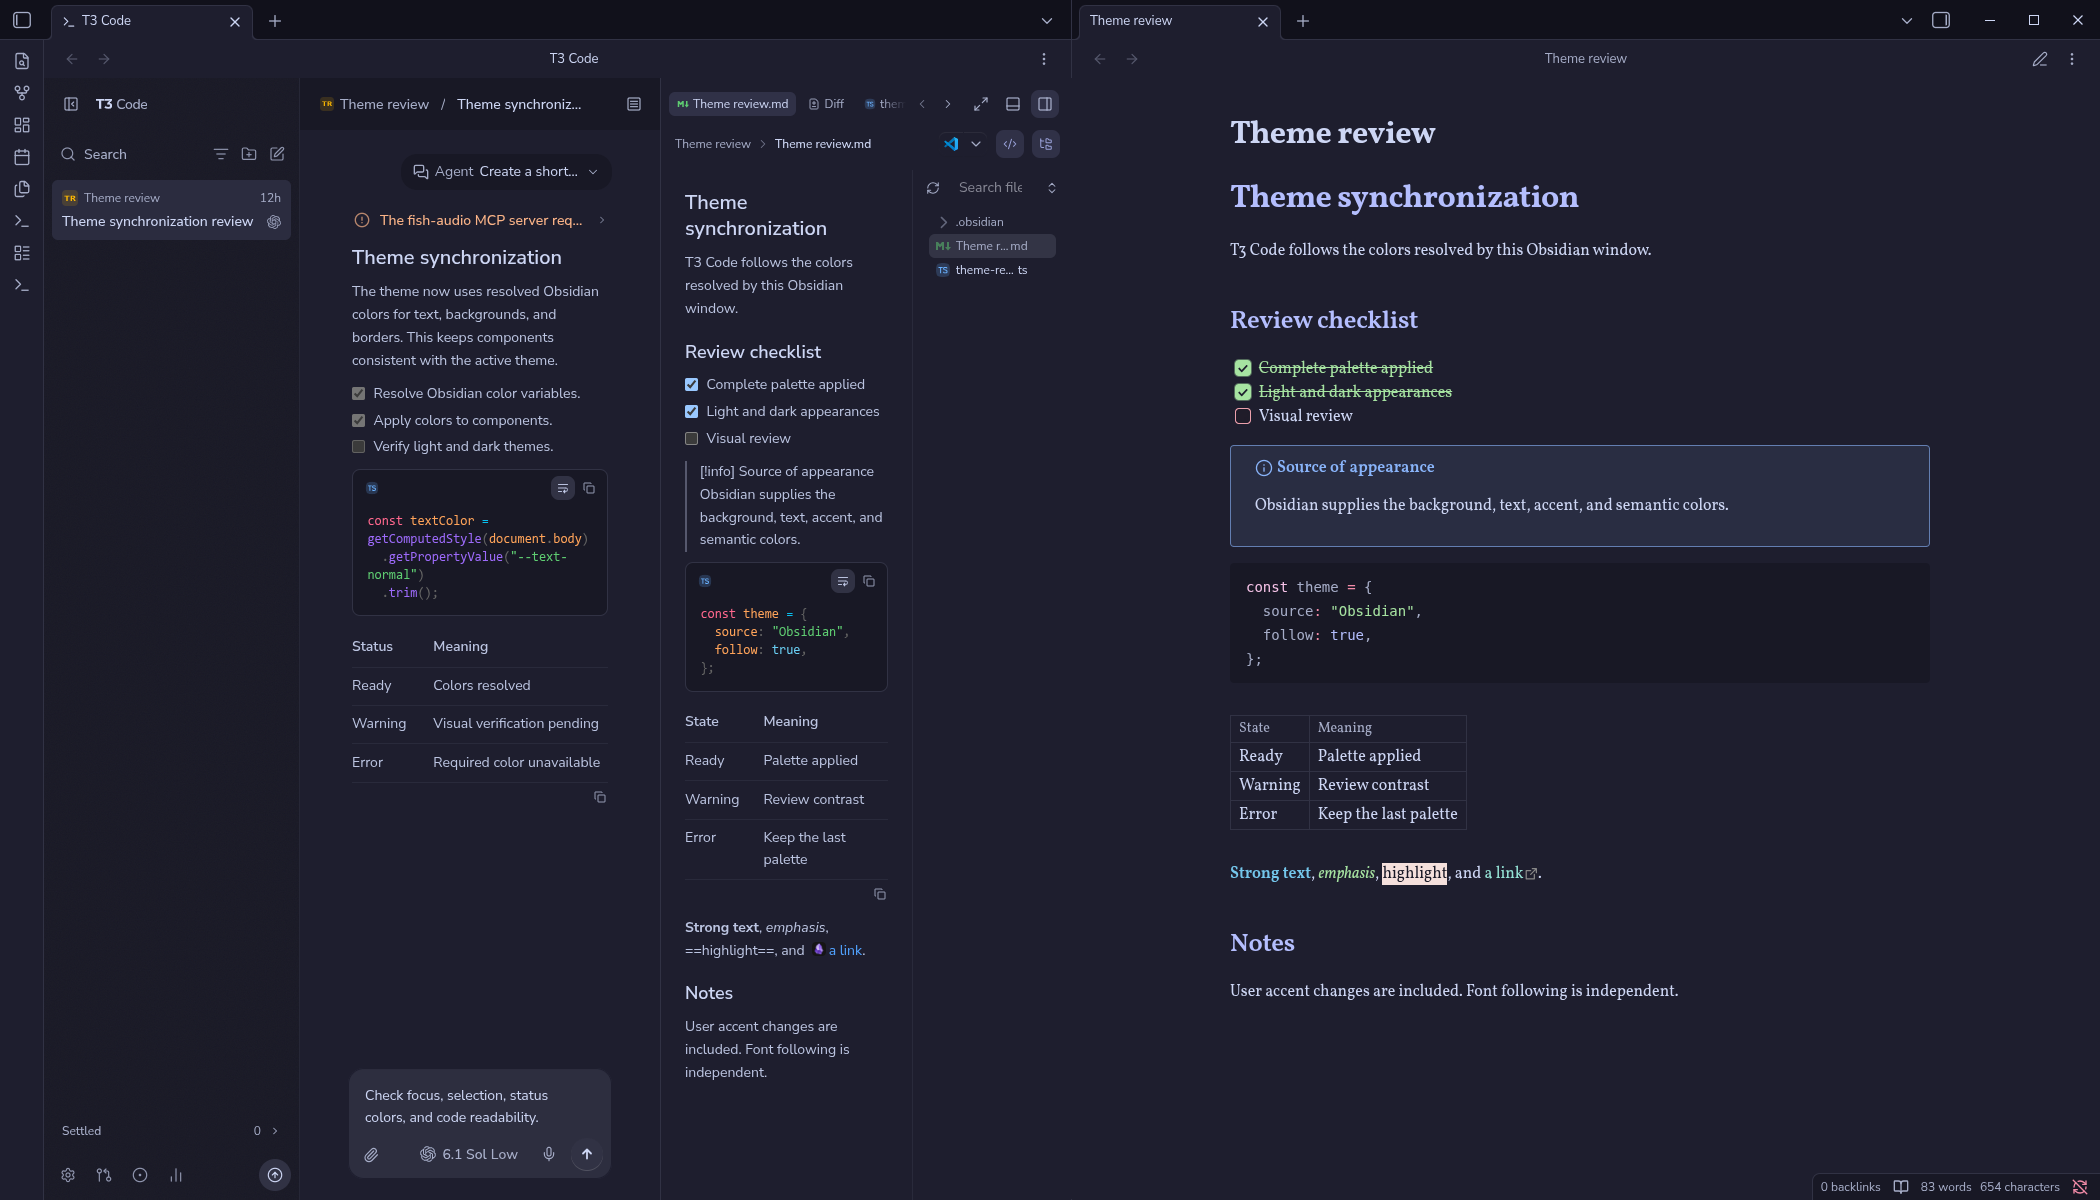 T3 Code
Theme review
T3 Code
Theme review
T3 Code
Search
TR Theme review 12h
Theme synchronization review
Settled 0
TR Theme review / Theme synchroniz...
Agent Create a short...
The fish-audio MCP server req...
Theme synchronization
The theme now uses resolved Obsidian
colors for text, backgrounds, and
borders. This keeps components
consistent with the active theme.
Resolve Obsidian color variables.
Apply colors to components.
Verify light and dark themes.
TS
const textColor =
getComputedStyle(document.body)
.getPropertyValue("--text-
normal")
.trim();
Status Meaning
Ready Colors resolved
Warning Visual verification pending
Error Required color unavailable
Check focus, selection, status
colors, and code readability.
6.1 Sol Low
M↓ Theme review.md Diff TS then
Theme review > Theme review.md
Theme
synchronization
T3 Code follows the colors
resolved by this Obsidian
window.
Review checklist
Complete palette applied
Light and dark appearances
Visual review
[!info] Source of appearance
Obsidian supplies the
background, text, accent, and
semantic colors.
TS
const theme = {
source: "Obsidian",
follow: true,
};
State Meaning
Ready Palette applied
Warning Review contrast
Error Keep the last
palette
Strong text, emphasis,
==highlight==, and a link.
Notes
User accent changes are
included. Font following is
independent.
Search file
.obsidian
M↓ Theme r... md
TS theme-re... ts
Theme review
Theme synchronization
T3 Code follows the colors resolved by this Obsidian window.
Review checklist
Complete palette applied
Light and dark appearances
Visual review
Source of appearance
Obsidian supplies the background, text, accent, and semantic colors.
const theme = {
source: "Obsidian",
follow: true,
};
State Meaning
Ready Palette applied
Warning Review contrast
Error Keep the last palette
Strong text, emphasis, highlight, and a link.
Notes
User accent changes are included. Font following is independent.
0 backlinks 83 words 654 characters